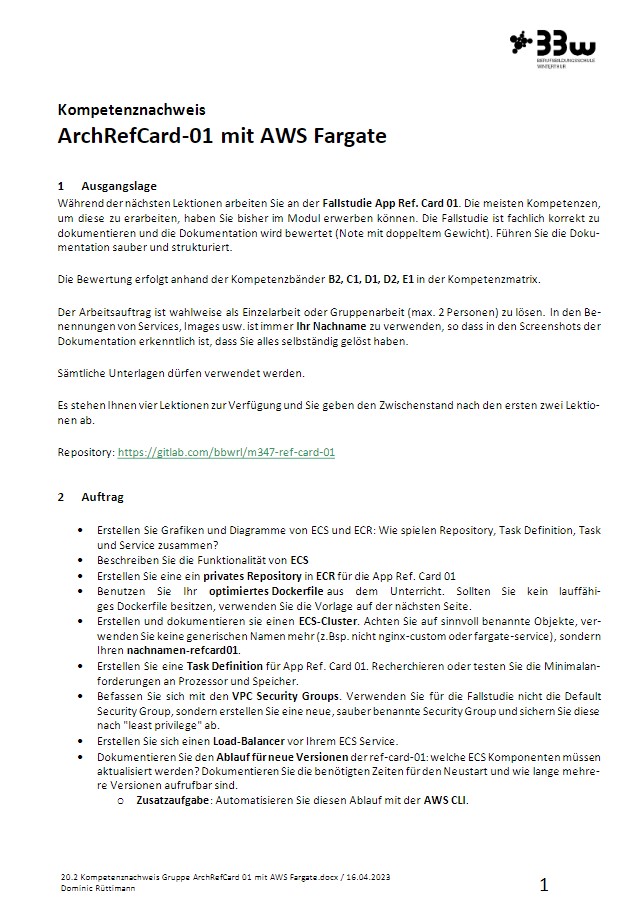 BBW
BERUFSBILDUNGSSCHULE
WINTERTHUR
Kompetenznachweis
ArchRefCard-01 mit AWS Fargate
1 Ausgangslage
Während der nächsten Lektionen arbeiten Sie an der Fallstudie App Ref. Card 01. Die meisten Kompetenzen,
um diese zu erarbeiten, haben Sie bisher im Modul erwerben können. Die Fallstudie ist fachlich korrekt zu
dokumentieren und die Dokumentation wird bewertet (Note mit doppeltem Gewicht). Führen Sie die Doku-
mentation sauber und strukturiert.
Die Bewertung erfolgt anhand der Kompetenzbänder B2, C1, D1, D2, E1 in der Kompetenzmatrix.
Der Arbeitsauftrag ist wahlweise als Einzelarbeit oder Gruppenarbeit (max. 2 Personen) zu lösen. In den Be-
nennungen von Services, Images usw. ist immer Ihr Nachname zu verwenden, so dass in den Screenshots der
Dokumentation erkenntlich ist, dass Sie alles selbständig gelöst haben.
Sämtliche Unterlagen dürfen verwendet werden.
Es stehen Ihnen vier Lektionen zur Verfügung und Sie geben den Zwischenstand nach den ersten zwei Lektio-
nen ab.
Repository: https://gitlab.com/bbwrl/m347-ref-card-01
2 Auftrag
• Erstellen Sie Grafiken und Diagramme von ECS und ECR: Wie spielen Repository, Task Definition, Task
und Service zusammen?
• Beschreiben Sie die Funktionalität von ECS
• Erstellen Sie eine ein privates Repository in ECR für die App Ref. Card 01
• Benutzen Sie Ihr optimiertes Dockerfile aus dem Unterricht. Sollten Sie kein lauffähi-
ges Dockerfile besitzen, verwenden Sie die Vorlage auf der nächsten Seite.
• Erstellen und dokumentieren sie einen ECS-Cluster. Achten Sie auf sinnvoll benannte Objekte, ver-
wenden Sie keine generischen Namen mehr (z.Bsp. nicht nginx-custom oder fargate-service), sondern
Ihren nachnamen-refcard01.
• Erstellen Sie eine Task Definition für App Ref. Card 01. Recherchieren oder testen Sie die Minimalan-
forderungen an Prozessor und Speicher.
• Befassen Sie sich mit den VPC Security Groups. Verwenden Sie für die Fallstudie nicht die Default
Security Group, sondern erstellen Sie eine neue, sauber benannte Security Group und sichern Sie diese
nach "least privilege" ab.
• Erstellen Sie sich einen Load-Balancer vor Ihrem ECS Service.
• Dokumentieren Sie den Ablauf für neue Versionen der ref-card-01: welche ECS Komponenten müssen
aktualisiert werden? Dokumentieren Sie die benötigten Zeiten für den Neustart und wie lange mehre-
re Versionen aufrufbar sind.
o Zusatzaufgabe: Automatisieren Sie diesen Ablauf mit der AWS CLI.
20.2 Kompetenznachweis Gruppe ArchRefCard 01 mit AWS Fargate.docx / 16.04.2023
Dominic Rüttimann
1